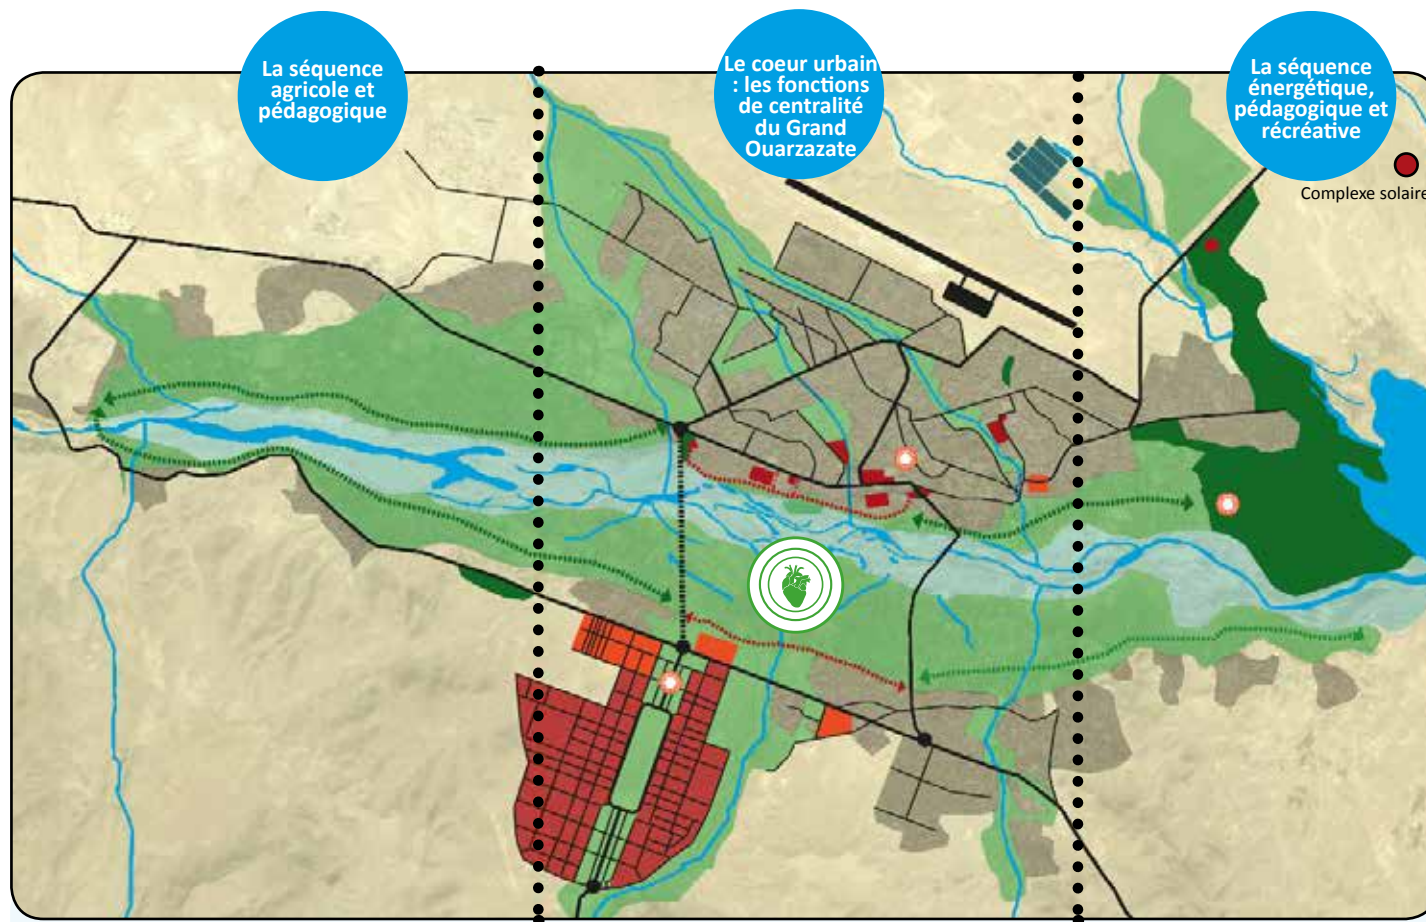 La séquence
agricole et
pédagogique
Le coeur urbain
: les fonctions
de centralité
du Grand
Ouarzazate
La séquence
énergétique,
pédagogique et
récréative
Complexe solaire